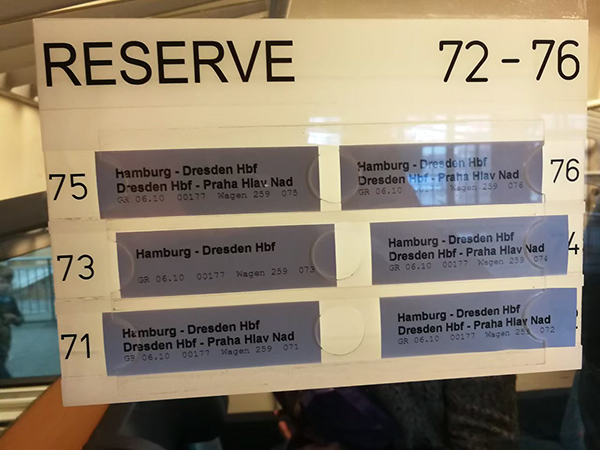 RESERVE 72-76
75
Hamburg - Dresden Hbf
Dresden Hbf - Praha Hlav Nad
GR 06.10 00177 Wagen 259 075
Hamburg - Dresden Hbf
Dresden Hbf - Praha Hlav Nad
GR 06.10 00177 Wagen 259 076
76
73
Hamburg - Dresden Hbf
GR 06.10 00177 Wagen 259 073
Hamburg - Dresden Hbf
Dresden Hbf - Praha Hlav Nad
GR 06.10 00177 Wagen 259 074
4
71
Hamburg - Dresden Hbf
Dresden Hbf - Praha Hlav Nad
GR 06.10 00177 Wagen 259 071
Hamburg - Dresden Hbf
Dresden Hbf - Praha Hlav Nad
GR 06.10 00177 Wagen 259 072